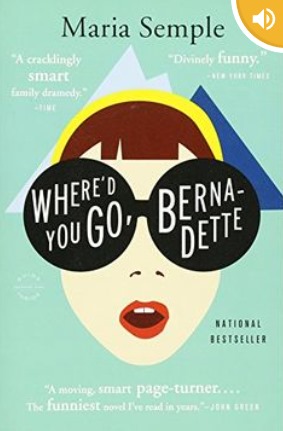 Maria Semple
"A cracklingly
smart
family dramedy."
–TIME
"Divinely funny."
–NEW YORK TIMES
WHERE'D
YOU GO,
BERNA-
DETTE
NATIONAL
BESTSELLER
"A moving, smart page-turner....
The funniest novel I've read in years."–JOHN GREEN